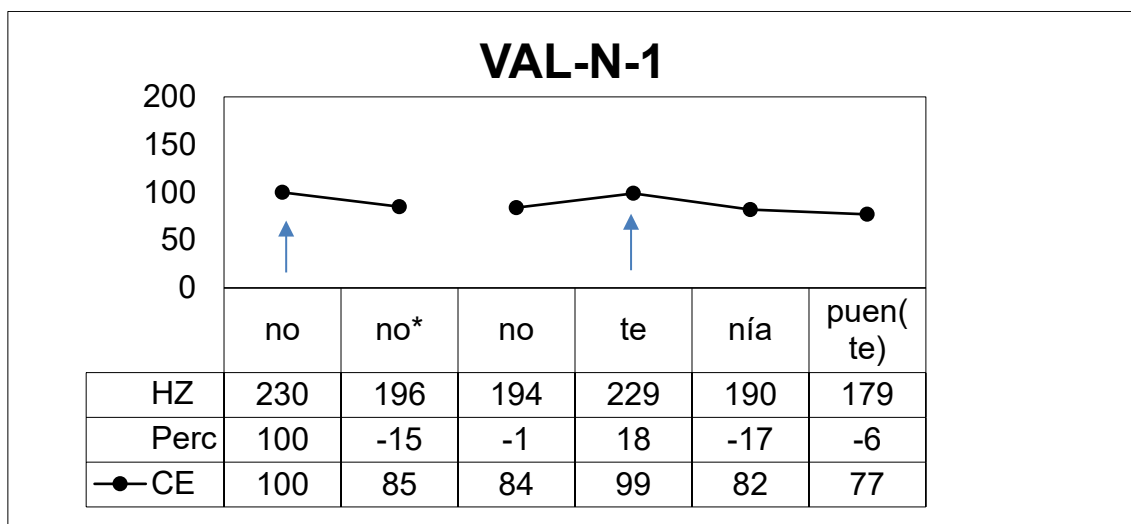 VAL-N-1
200
150
100
50
0
no no* no te nía puen(
te)
HZ 230 196 194 229 190 179
Perc 100 -15 -1 18 -17 -6
CE 100 85 84 99 82 77